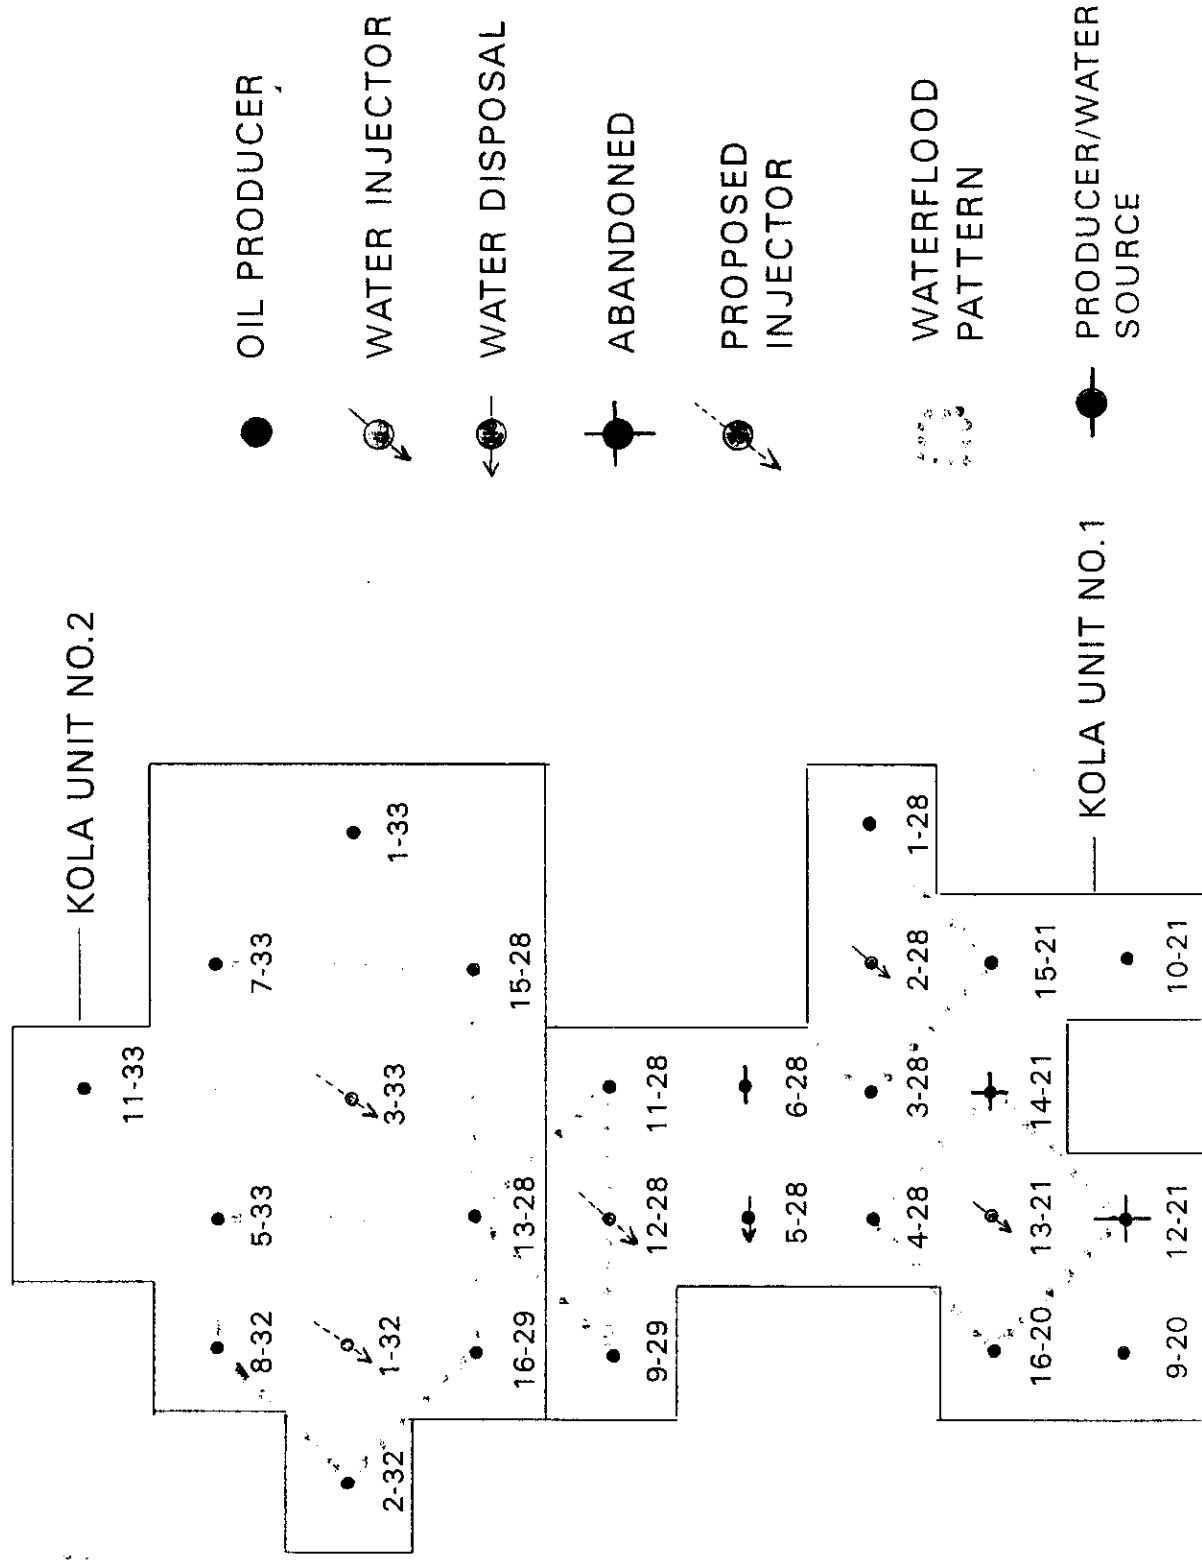 KOLA UNIT NO.2
11-33
8-32
5-33
7-33
2-32
1-32
3-33
1-33
16-29
13-28
15-28
9-29
12-28
11-28
5-28
6-28
4-28
3-28
2-28
1-28
16-20
13-21
14-21
15-21
9-20
12-21
10-21
KOLA UNIT NO.1
OIL PRODUCER
WATER INJECTOR
WATER DISPOSAL
ABANDONED
PROPOSED
INJECTOR
WATERFLOOD
PATTERN
PRODUCER/WATER
SOURCE